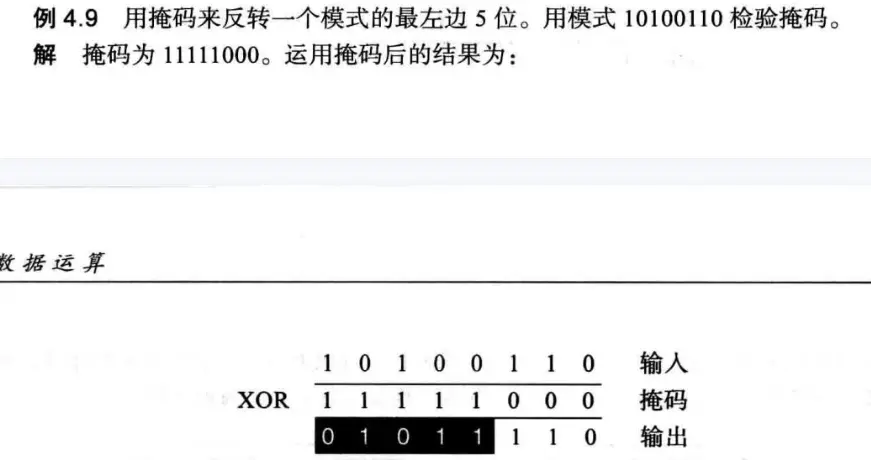 例 4.9 用掩码来反转一个模式的最左边 5 位。用模式 10100110 检验掩码。
解 掩码为 11111000。运用掩码后的结果为：
数据运算
1 0 1 0 0 1 1 0 输入
XOR 1 1 1 1 1 0 0 0 掩码
0 1 0 1 1 1 1 0 输出